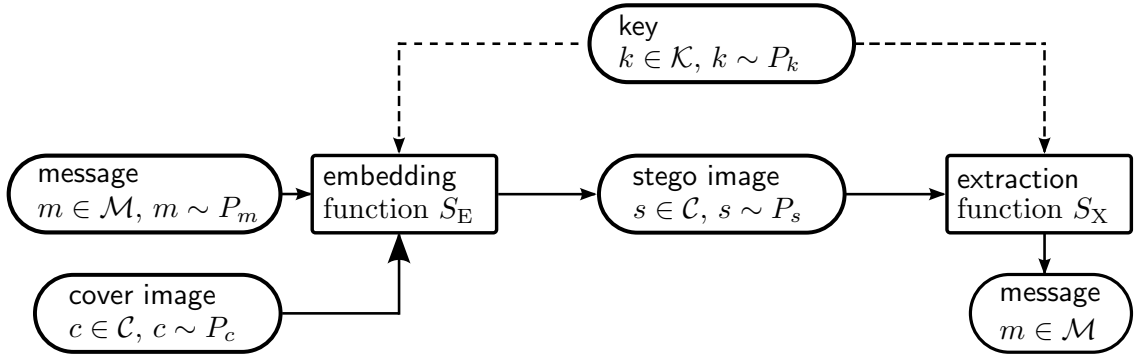 key
k ∈ 𝒦, k ∼ P_k
message
m ∈ ℳ, m ∼ P_m
embedding
function S_E
stego image
s ∈ 𝒞, s ∼ P_s
extraction
function S_X
cover image
c ∈ 𝒞, c ∼ P_c
message
m ∈ ℳ